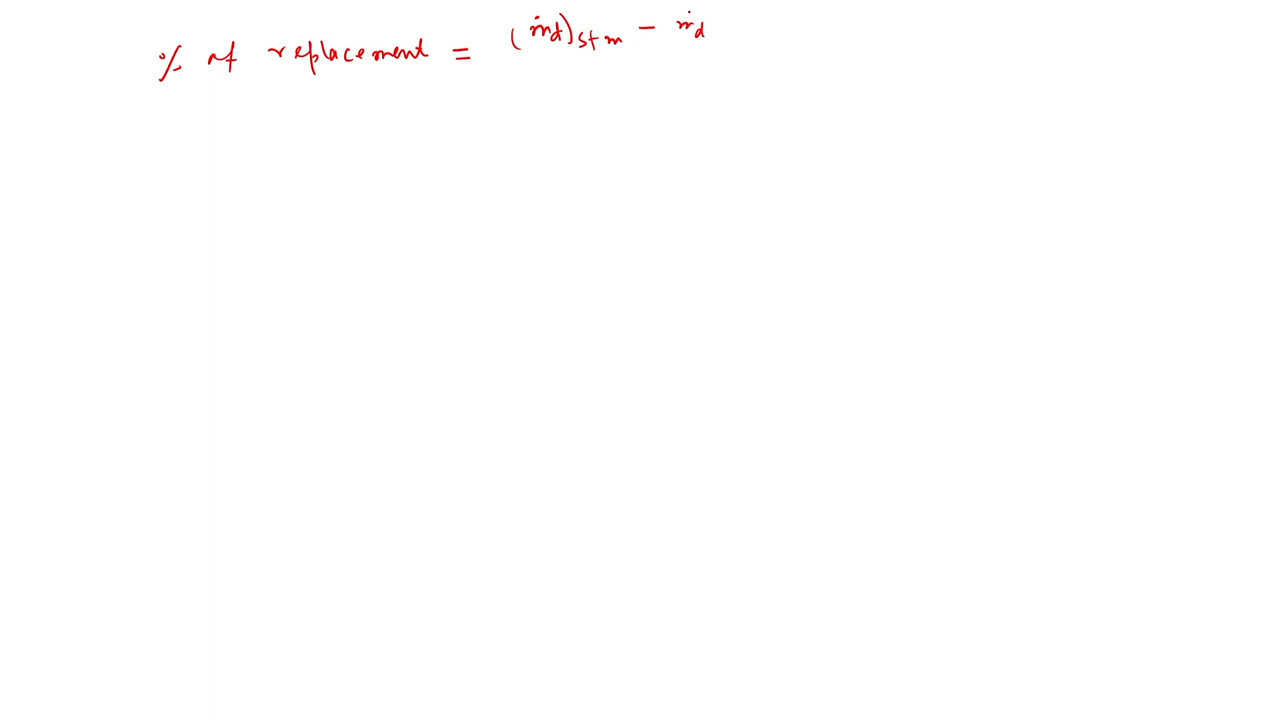 % of replacement = (ṁd)stm - ṁd